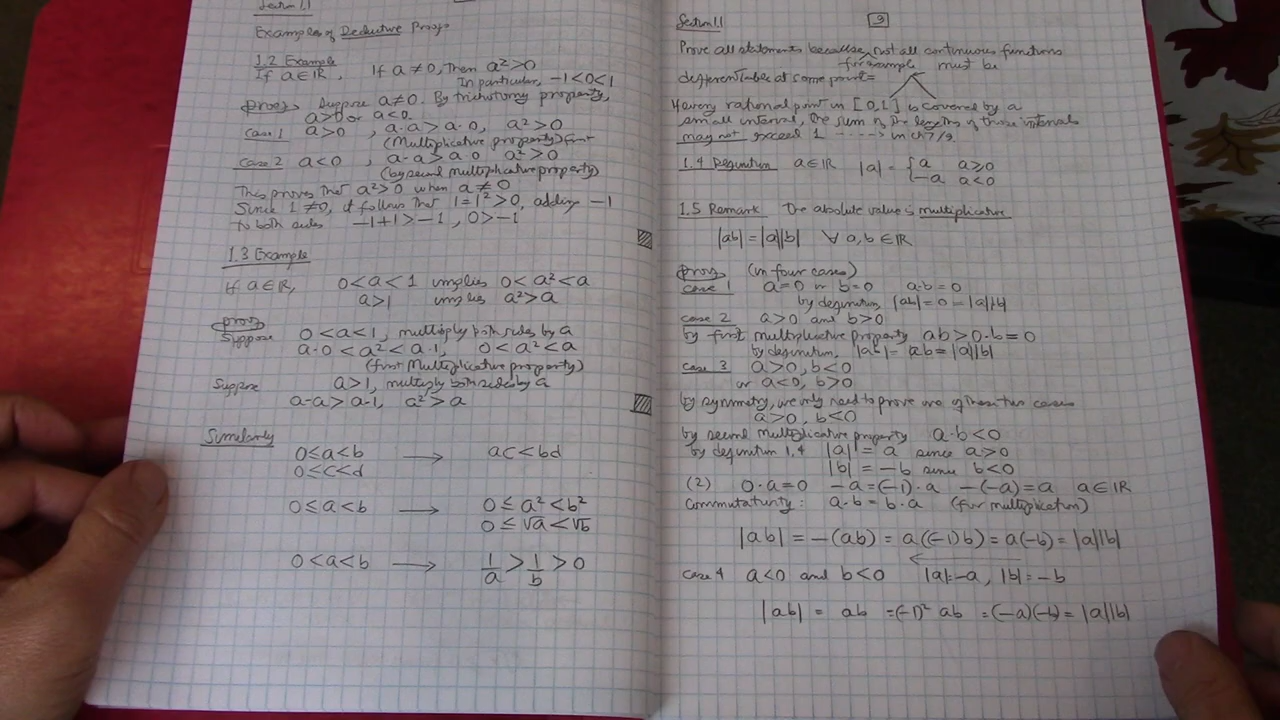 Section 1.1
Examples of Deductive Proofs
1.2 Example
If a∈ℝ, If a≠0, Then a²>0
In particular, -1<0<1
proof Suppose a≠0. By trichotomy property,
a>0 or a<0.
case 1 a>0, a·a>a·0, a²>0
(Multiplicative property) first
case 2 a<0, a·a>a·0 a²>0
(by second multiplicative property)
This proves that a²>0 when a≠0
Since 1≠0, it follows that 1=1²>0, adding -1
to both sides -1+1>-1, 0>-1
1.3 Example
If a∈ℝ, 0<a<1 implies 0<a²<a
a>1 implies a²>a
proof
Suppose 0<a<1, multiply both sides by a
a·0<a²<a·1, 0<a²<a
(first Multiplicative property)
Suppose a>1, multiply both sides by a
a·a>a·1, a²>a
Similarly
0≤a<b → ac<bd
0≤c<d
0≤a<b → 0≤a²<b²
0≤√a<√b
0<a<b → 1/a > 1/b > 0
Section 1.1 9
Prove all statements because, not all continuous functions
for example must be
differentiable at some point
If every rational point in [0,1] is covered by a
small interval, the sum of the lengths of those intervals
may not exceed 1 ----→ in ch 7/9
1.4 Definition a∈ℝ |a| = { a a≥0
-a a<0
1.5 Remark The absolute value is multiplicative
|ab|=|a||b| ∀ a,b∈ℝ
proof (in four cases)
case 1 a=0 or b=0 a·b=0
by definition, |ab|=0=|a||b|
case 2 a>0 and b>0
by first multiplicative property ab>0·b=0
by definition, |ab|=ab=|a||b|
case 3 a>0, b<0
or a<0, b>0
by symmetry, we only need to prove one of these two cases
a>0, b<0
by second multiplicative property a·b<0
by definition 1.4 |a|=a since a>0
|b|=-b since b<0
(2) 0·a=0 -a=(-1)·a -(-a)=a a∈ℝ
Commutativity: a·b=b·a (for multiplication)
|ab|=-(ab)=a((-1)b)=a(-b)=|a||b|
←
case 4 a<0 and b<0 |a|=-a, |b|=-b
|ab| = ab =(-1)² ab =(-a)(-b)=|a||b|